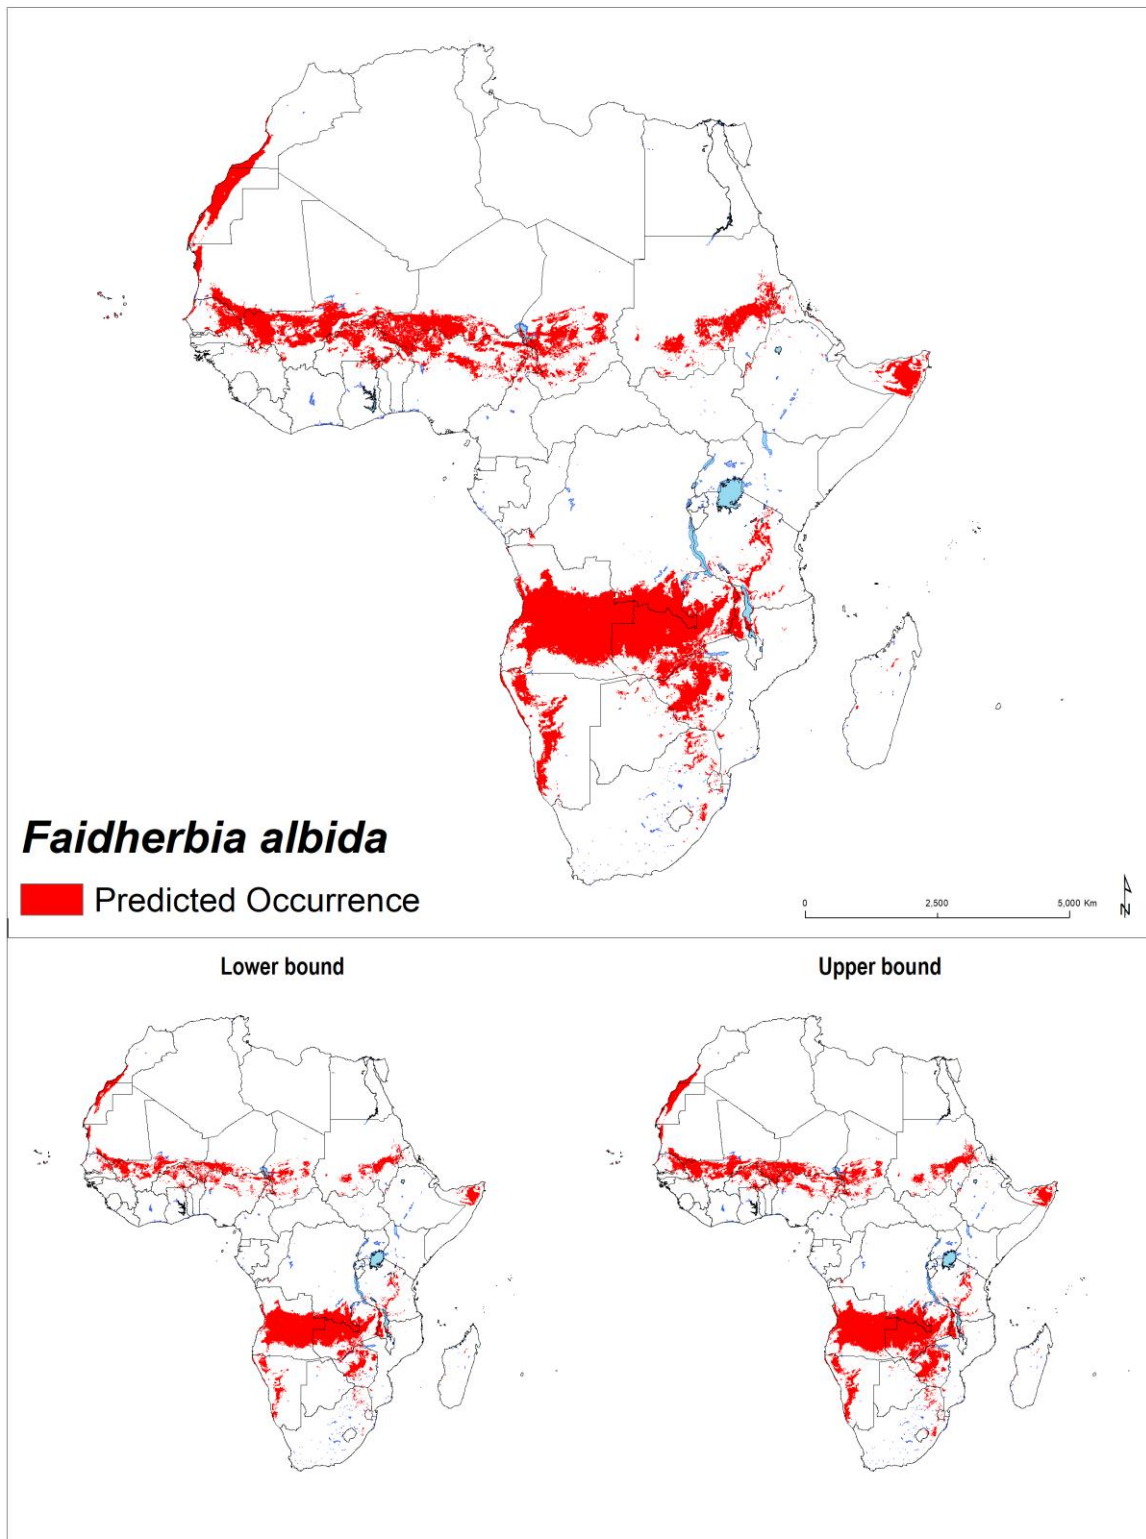 Faidherbia albida
Predicted Occurrence
0 2,500 5,000 Km
N
Lower bound
Upper bound